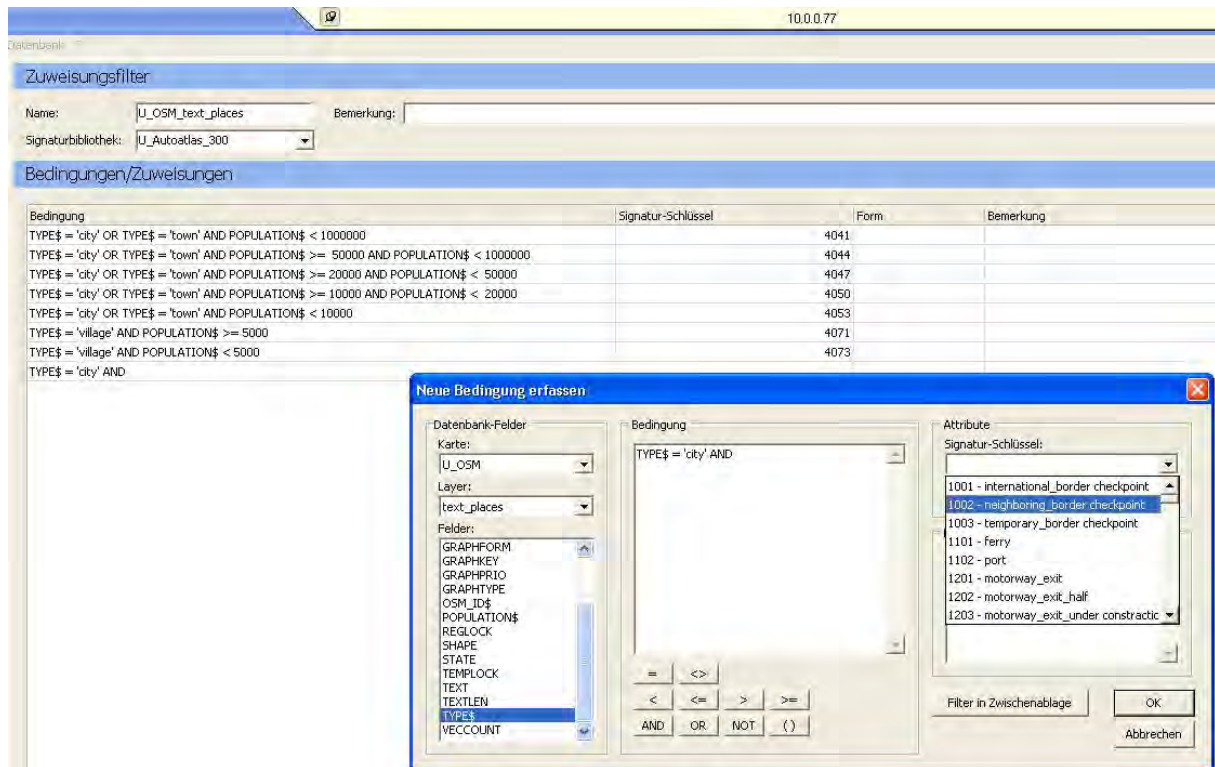 10.0.0.77
Datenbank
Zuweisungsfilter
Name: U_OSM_text_places Bemerkung:
Signaturbibliothek: U_Autoatlas_300
Bedingungen/Zuweisungen
Bedingung Signatur-Schlüssel Form Bemerkung
TYPE$ = 'city' OR TYPE$ = 'town' AND POPULATION$ < 1000000 4041
TYPE$ = 'city' OR TYPE$ = 'town' AND POPULATION$ >= 50000 AND POPULATION$ < 1000000 4044
TYPE$ = 'city' OR TYPE$ = 'town' AND POPULATION$ >= 20000 AND POPULATION$ < 50000 4047
TYPE$ = 'city' OR TYPE$ = 'town' AND POPULATION$ >= 10000 AND POPULATION$ < 20000 4050
TYPE$ = 'city' OR TYPE$ = 'town' AND POPULATION$ < 10000 4053
TYPE$ = 'village' AND POPULATION$ >= 5000 4071
TYPE$ = 'village' AND POPULATION$ < 5000 4073
TYPE$ = 'city' AND
Neue Bedingung erfassen
Datenbank-Felder
Karte:
U_OSM
Layer:
text_places
Felder:
GRAPHFORM
GRAPHKEY
GRAPHPRIO
GRAPHTYPE
OSM_ID$
POPULATION$
REGLOCK
SHAPE
STATE
TEMPLOCK
TEXT
TEXTLEN
TYPE$
VECCOUNT
Bedingung
TYPE$ = 'city' AND
= <>
< <= > >=
AND OR NOT ( )
Attribute
Signatur-Schlüssel:
1001 - international_border checkpoint
1002 - neighboring_border checkpoint
1003 - temporary_border checkpoint
1101 - ferry
1102 - port
1201 - motorway_exit
1202 - motorway_exit_half
1203 - motorway_exit_under constractic
Filter in Zwischenablage OK
Abbrechen